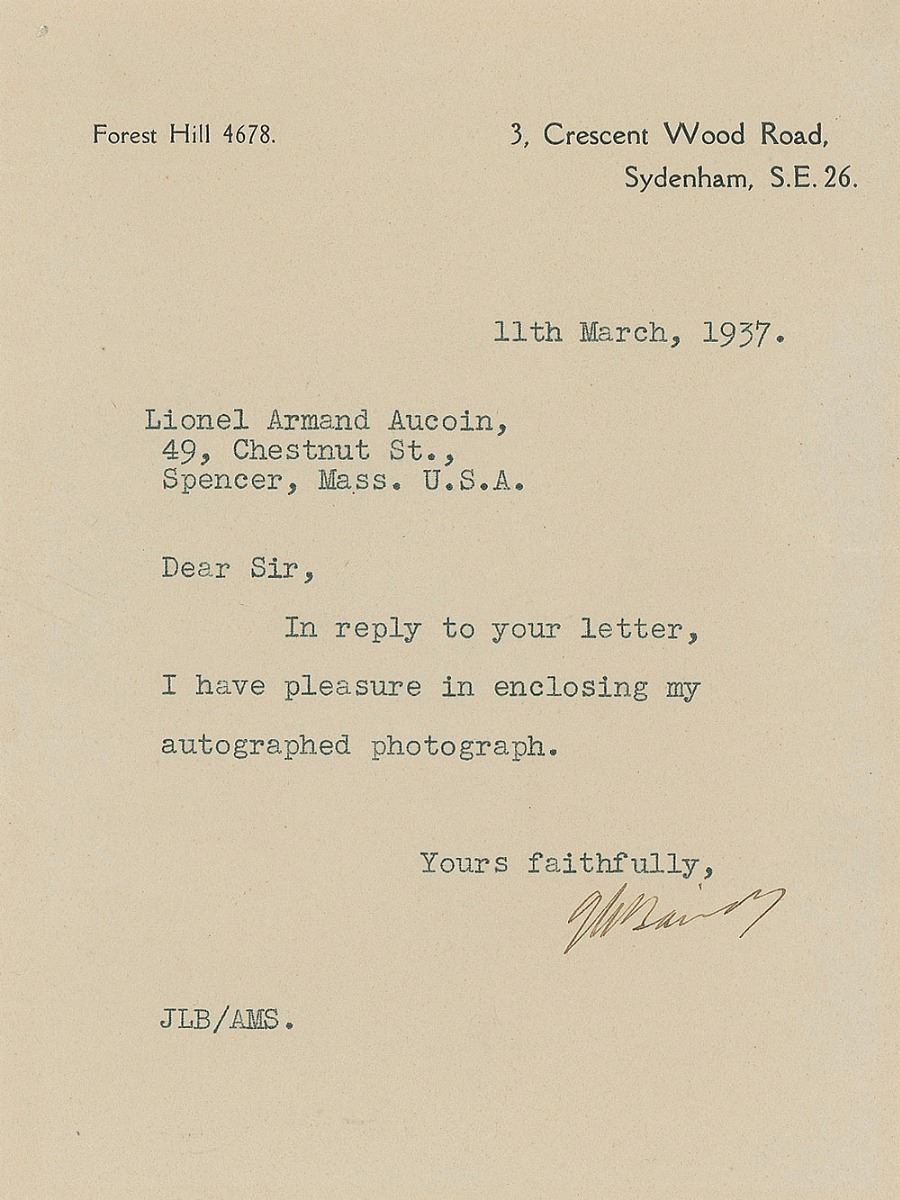 Forest Hill 4678.
3, Crescent Wood Road,
Sydenham, S.E. 26.
11th March, 1937.
Lionel Armand Aucoin,
49, Chestnut St.,
Spencer, Mass. U.S.A.
Dear Sir,
In reply to your letter,
I have pleasure in enclosing my
autographed photograph.
Yours faithfully,
JLBaird
JLB/AMS.